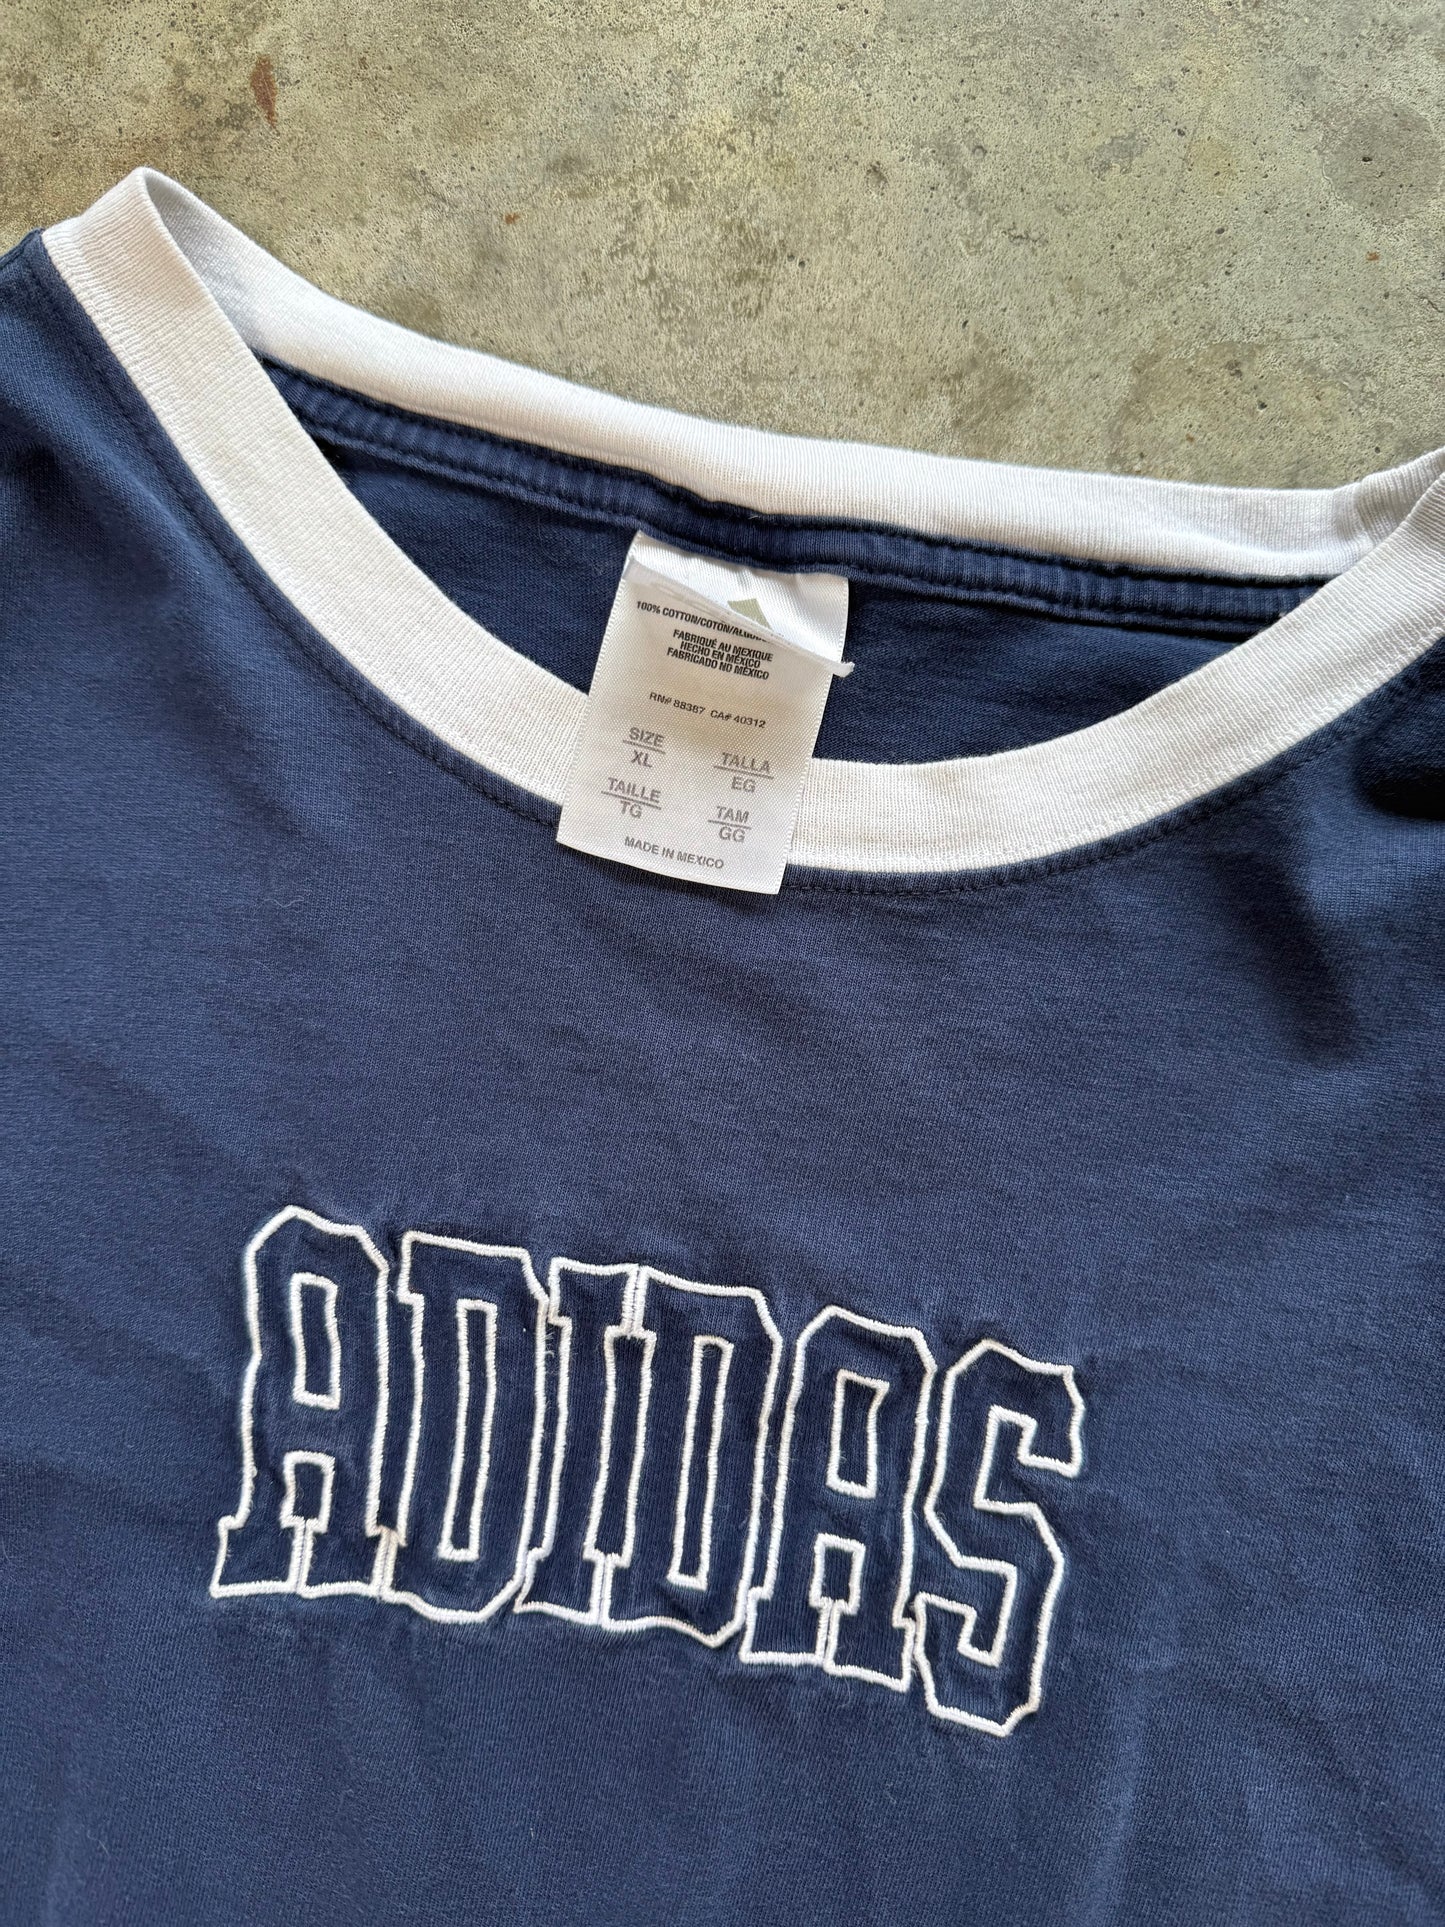 100% COTTON/COTON/ALGOD
FABRIQUÉ AU MEXIQUE
HECHO EN MÉXICO
FABRICADO NO MÉXICO
RN# 88387 CA# 40312
SIZE
XL
TALLA
EG
TAILLE
TG
TAM
GG
MADE IN MEXICO
ADIDAS